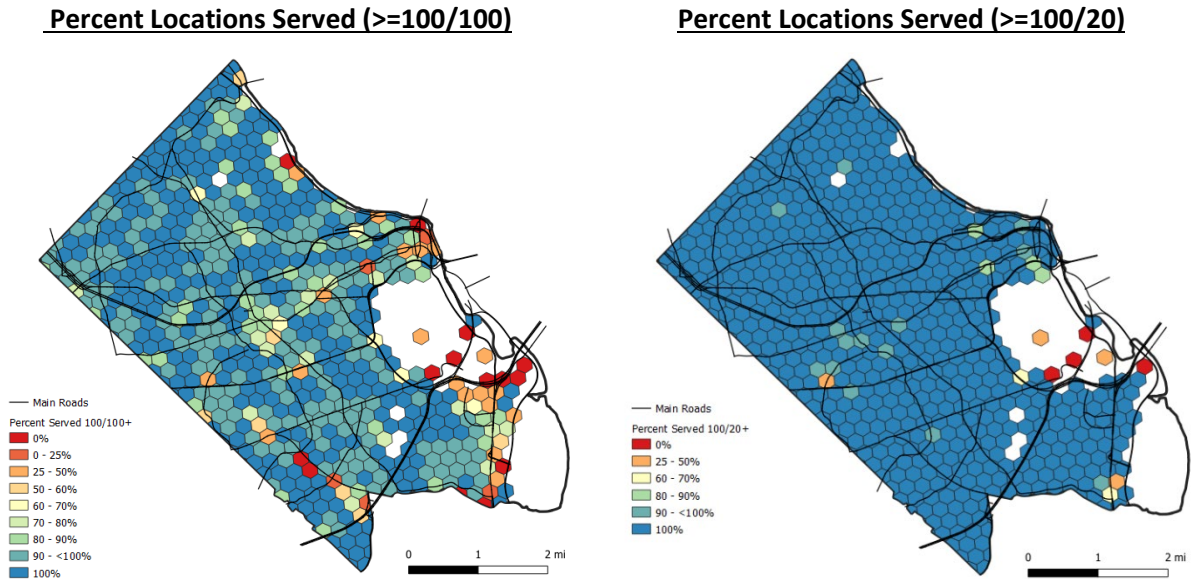 Percent Locations Served (>=100/100)
Main Roads
Percent Served 100/100+
0%
0 - 25%
25 - 50%
50 - 60%
60 - 70%
70 - 80%
80 - 90%
90 - <100%
100%
0 1 2 mi
Percent Locations Served (>=100/20)
Main Roads
Percent Served 100/20+
0%
25 - 50%
60 - 70%
80 - 90%
90 - <100%
100%
0 1 2 mi